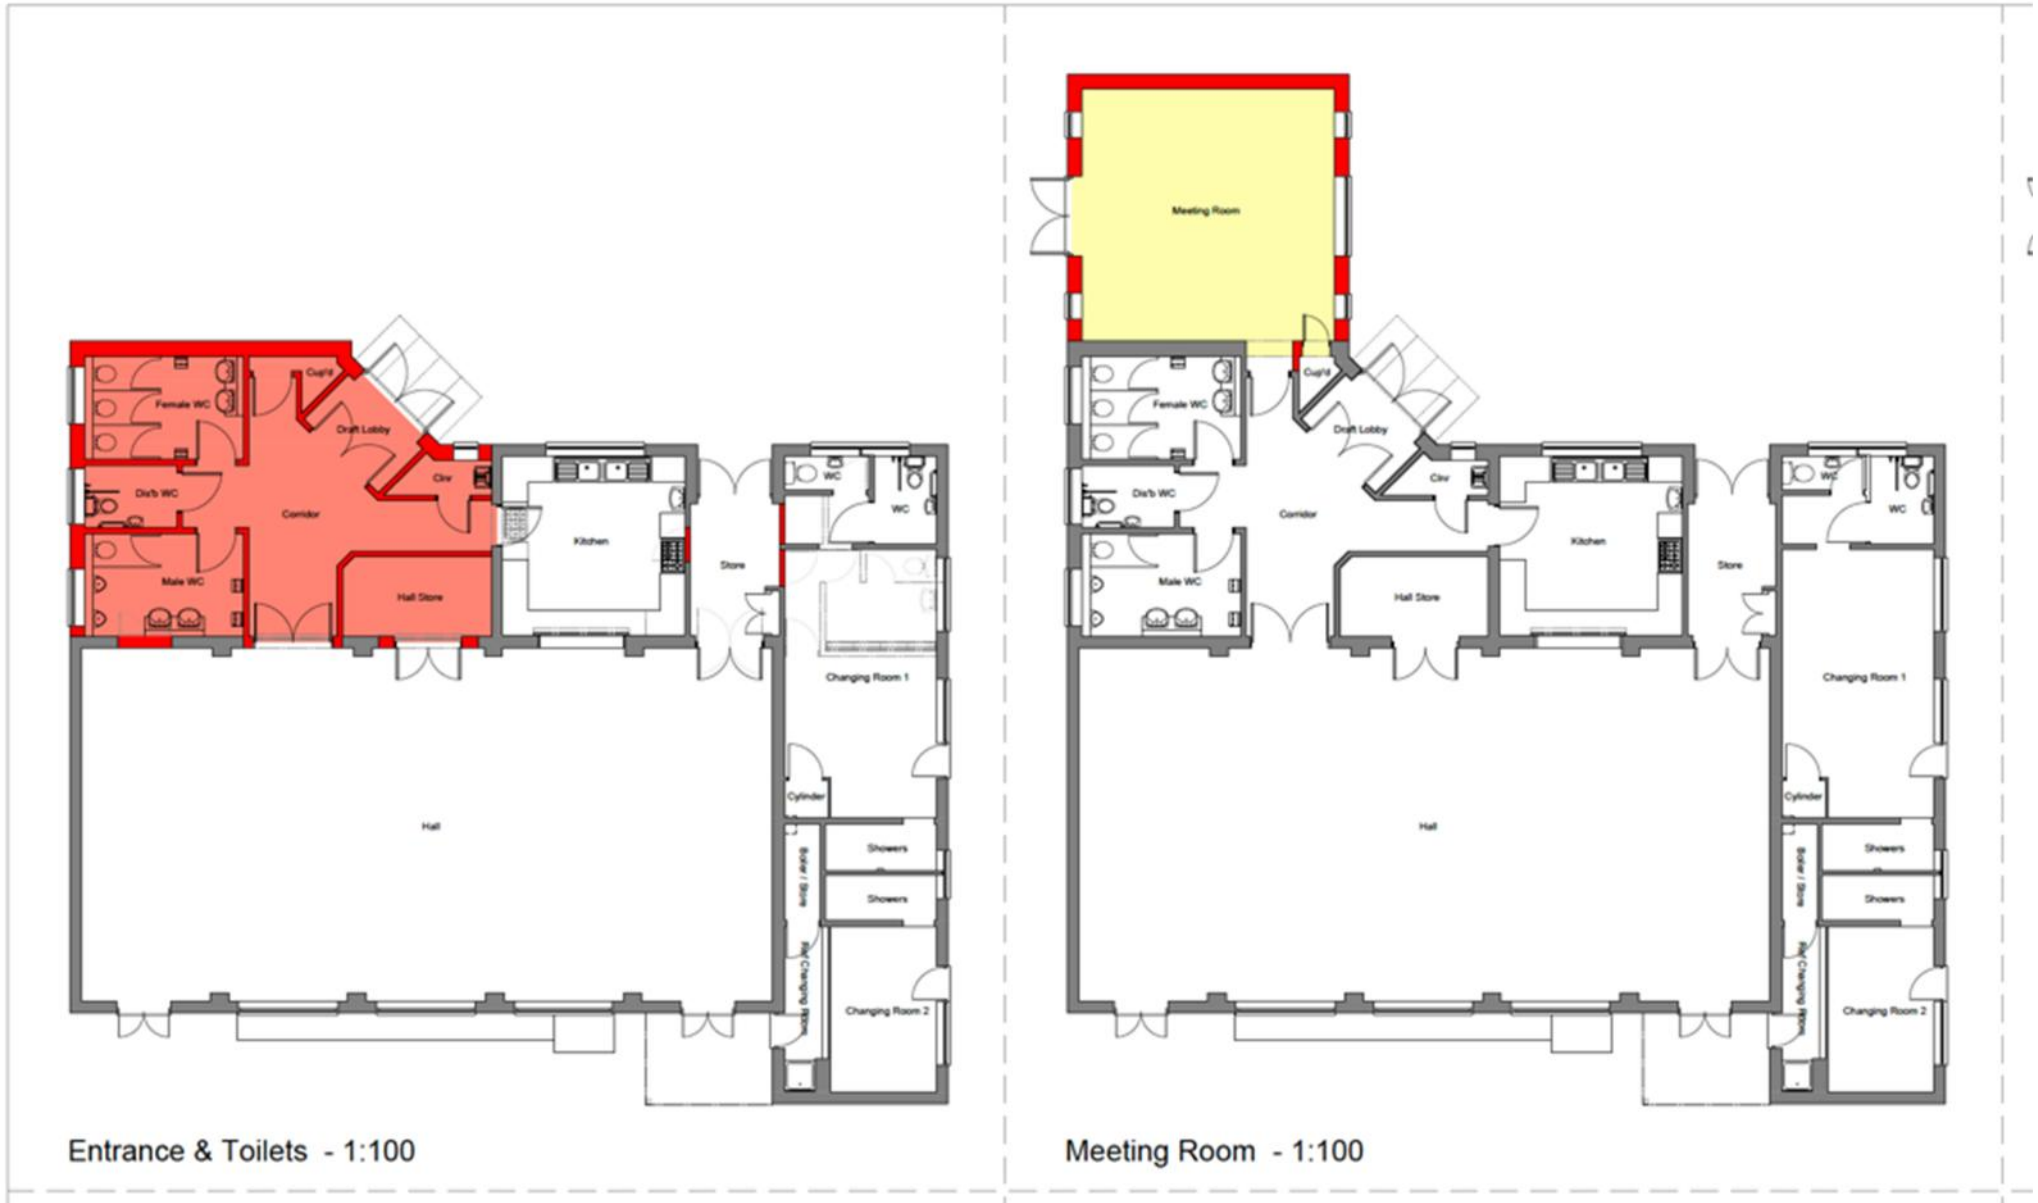 Female WC
Cup'd
Draft Lobby
Dis'b WC
Clnr
Corridor
Male WC
Hall Store
Kitchen
Store
WC
WC
Changing Room 1
Cylinder
Hall
Boiler / Store
Showers
Showers
Ref Changing Room
Changing Room 2
Entrance & Toilets - 1:100
Meeting Room
Female WC
Cup'd
Draft Lobby
Dis'b WC
Clnr
Corridor
Male WC
Hall Store
Kitchen
Store
WC
WC
Changing Room 1
Cylinder
Hall
Boiler / Store
Showers
Showers
Ref Changing Room
Changing Room 2
Meeting Room - 1:100